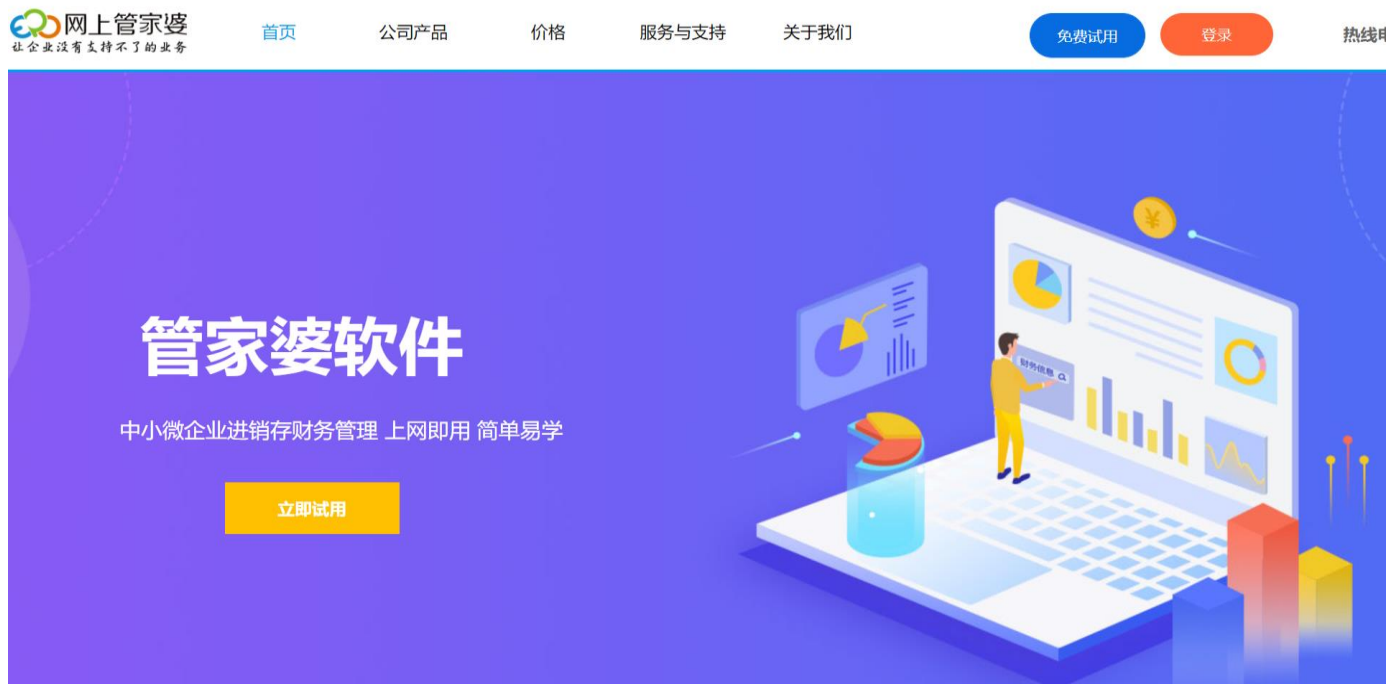 网上管家婆
让企业没有支持不了的业务
首页 公司产品 价格 服务与支持 关于我们 免费试用 登录 热线
管家婆软件
中小微企业进销存财务管理 上网即用 简单易学
立即试用
财务信息
¥